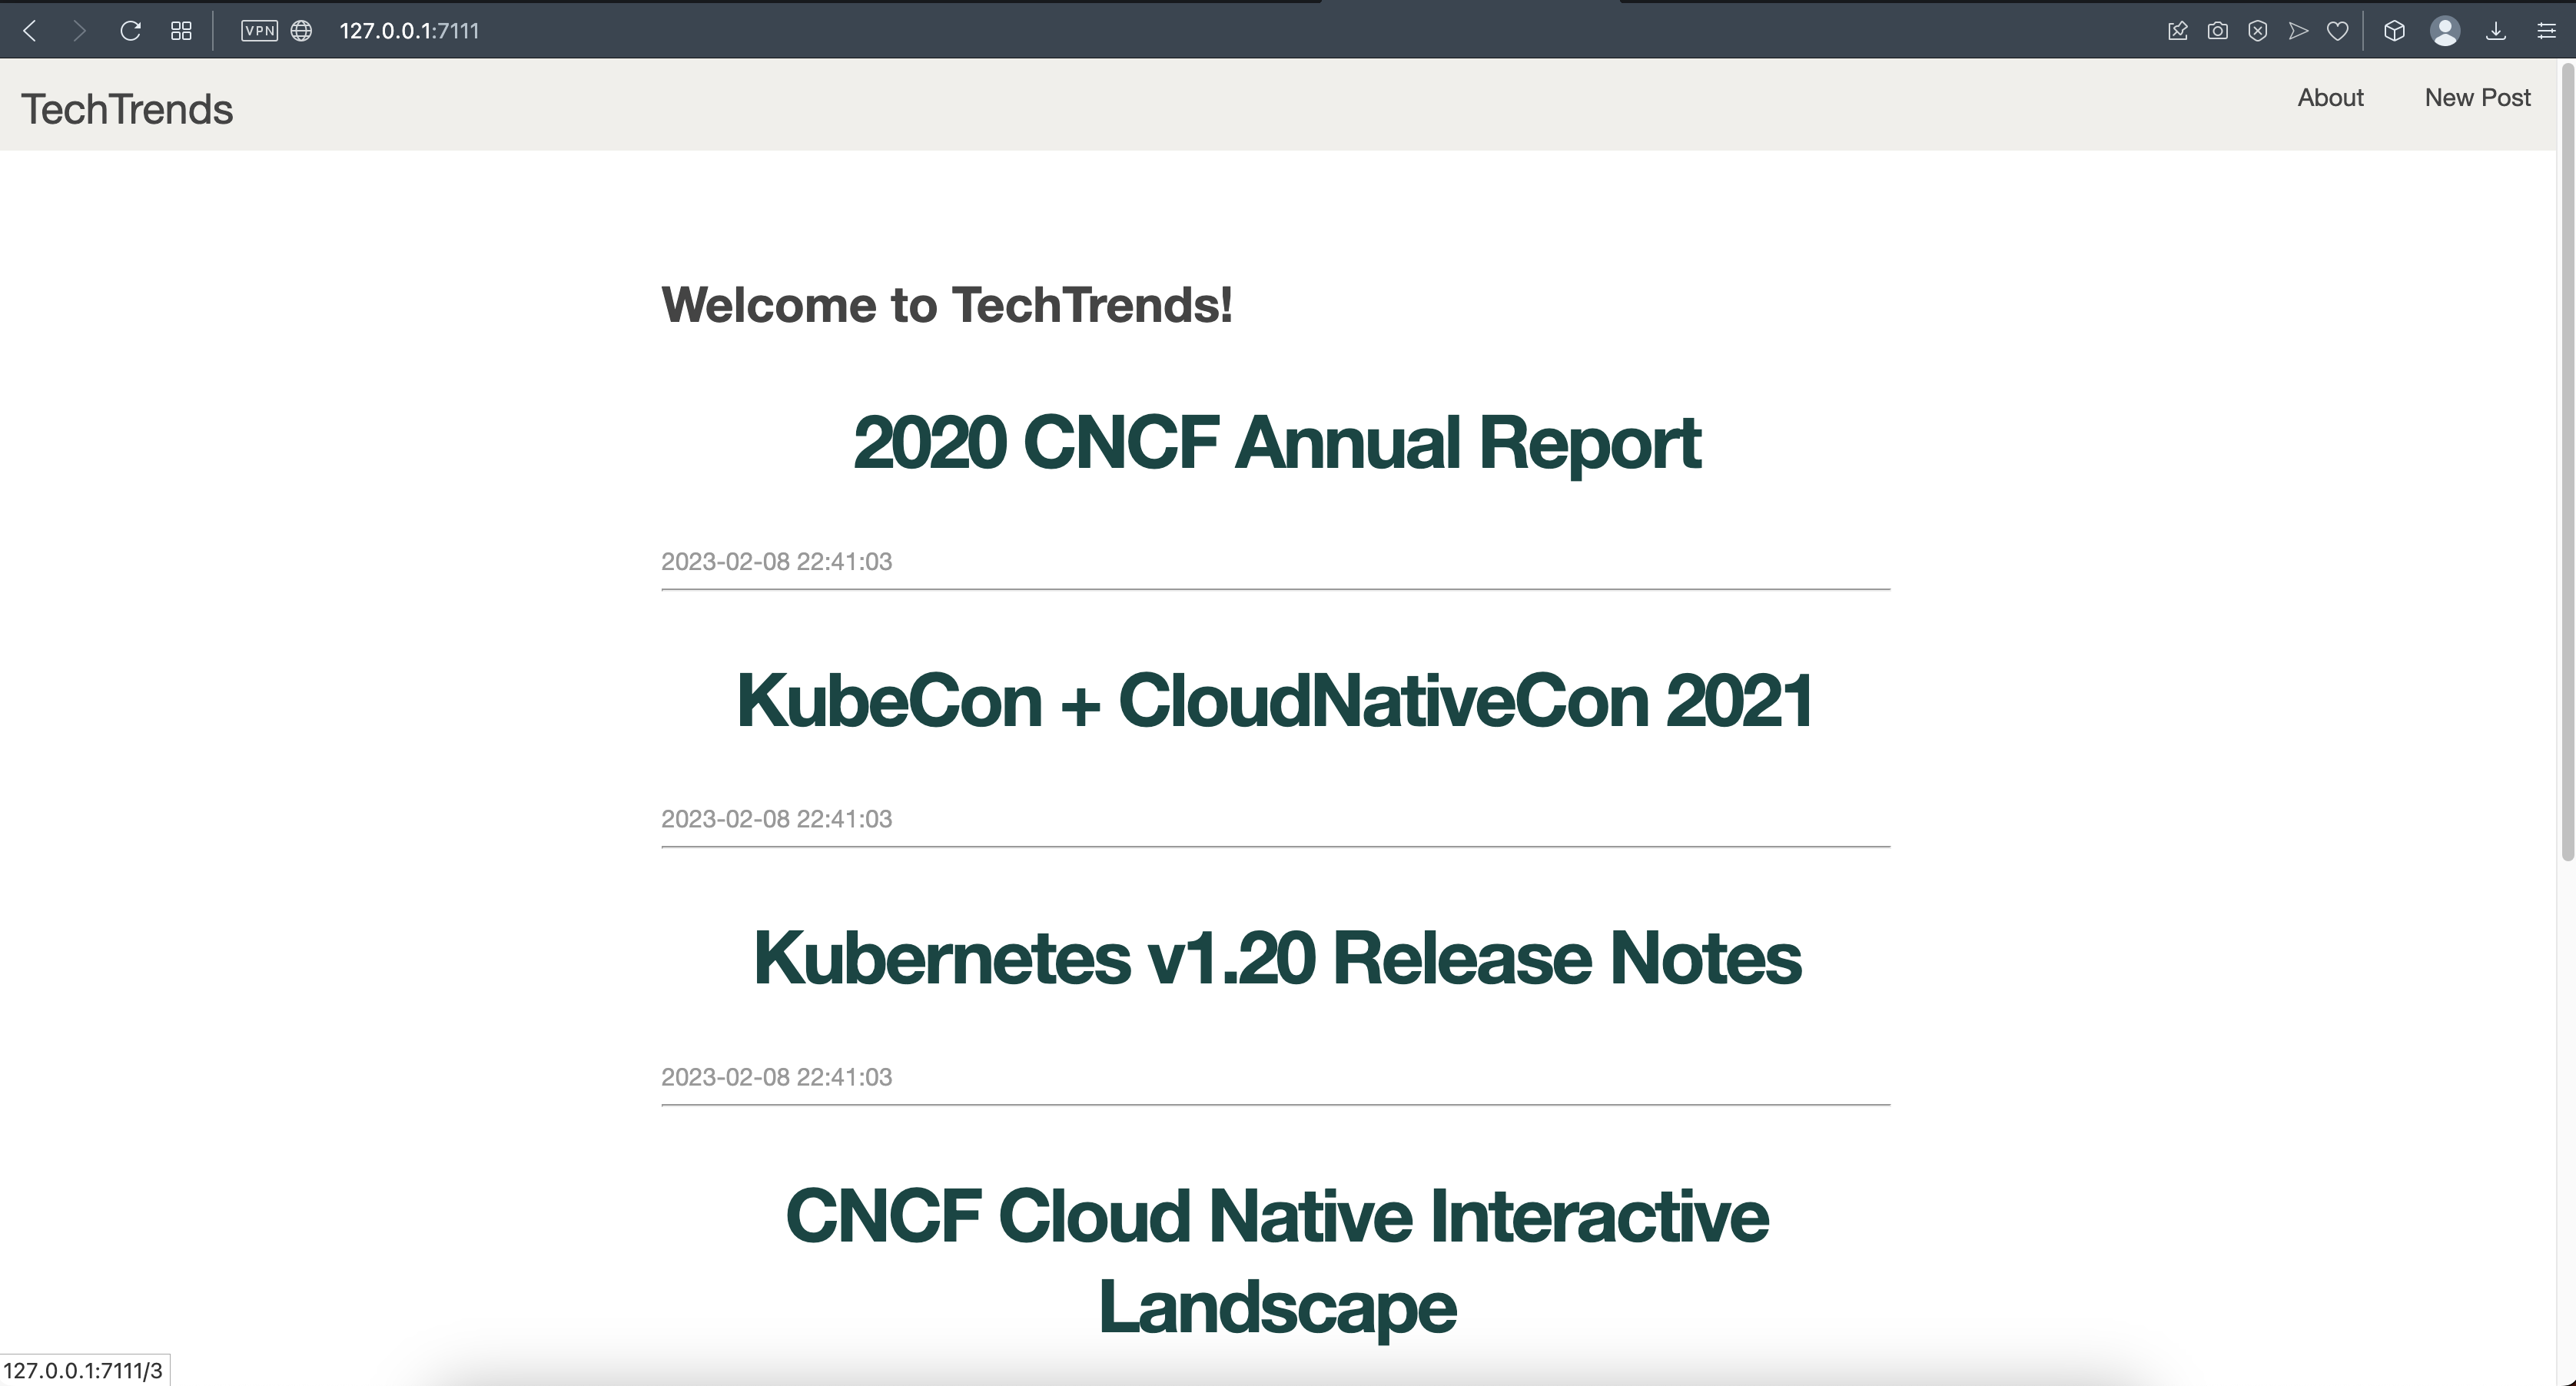 VPN 127.0.0.1:7111
TechTrends
About New Post
Welcome to TechTrends!
2020 CNCF Annual Report
2023-02-08 22:41:03
KubeCon + CloudNativeCon 2021
2023-02-08 22:41:03
Kubernetes v1.20 Release Notes
2023-02-08 22:41:03
CNCF Cloud Native Interactive
Landscape
127.0.0.1:7111/3